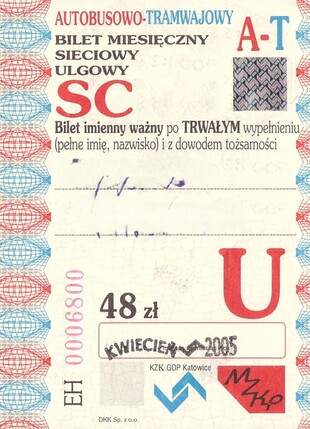 AUTOBUSOWO-TRAMWAJOWY
BILET MIESIĘCZNY
SIECIOWY
ULGOWY
A-T
SC
Bilet imienny ważny po TRWAŁYM wypełnieniu
(pełne imię, nazwisko) i z dowodem tożsamości
EH 0006800
48 zł
U
KWIECIEŃ 2005
KZK GOP Katowice
MZKP
DKK Sp. z o.o.